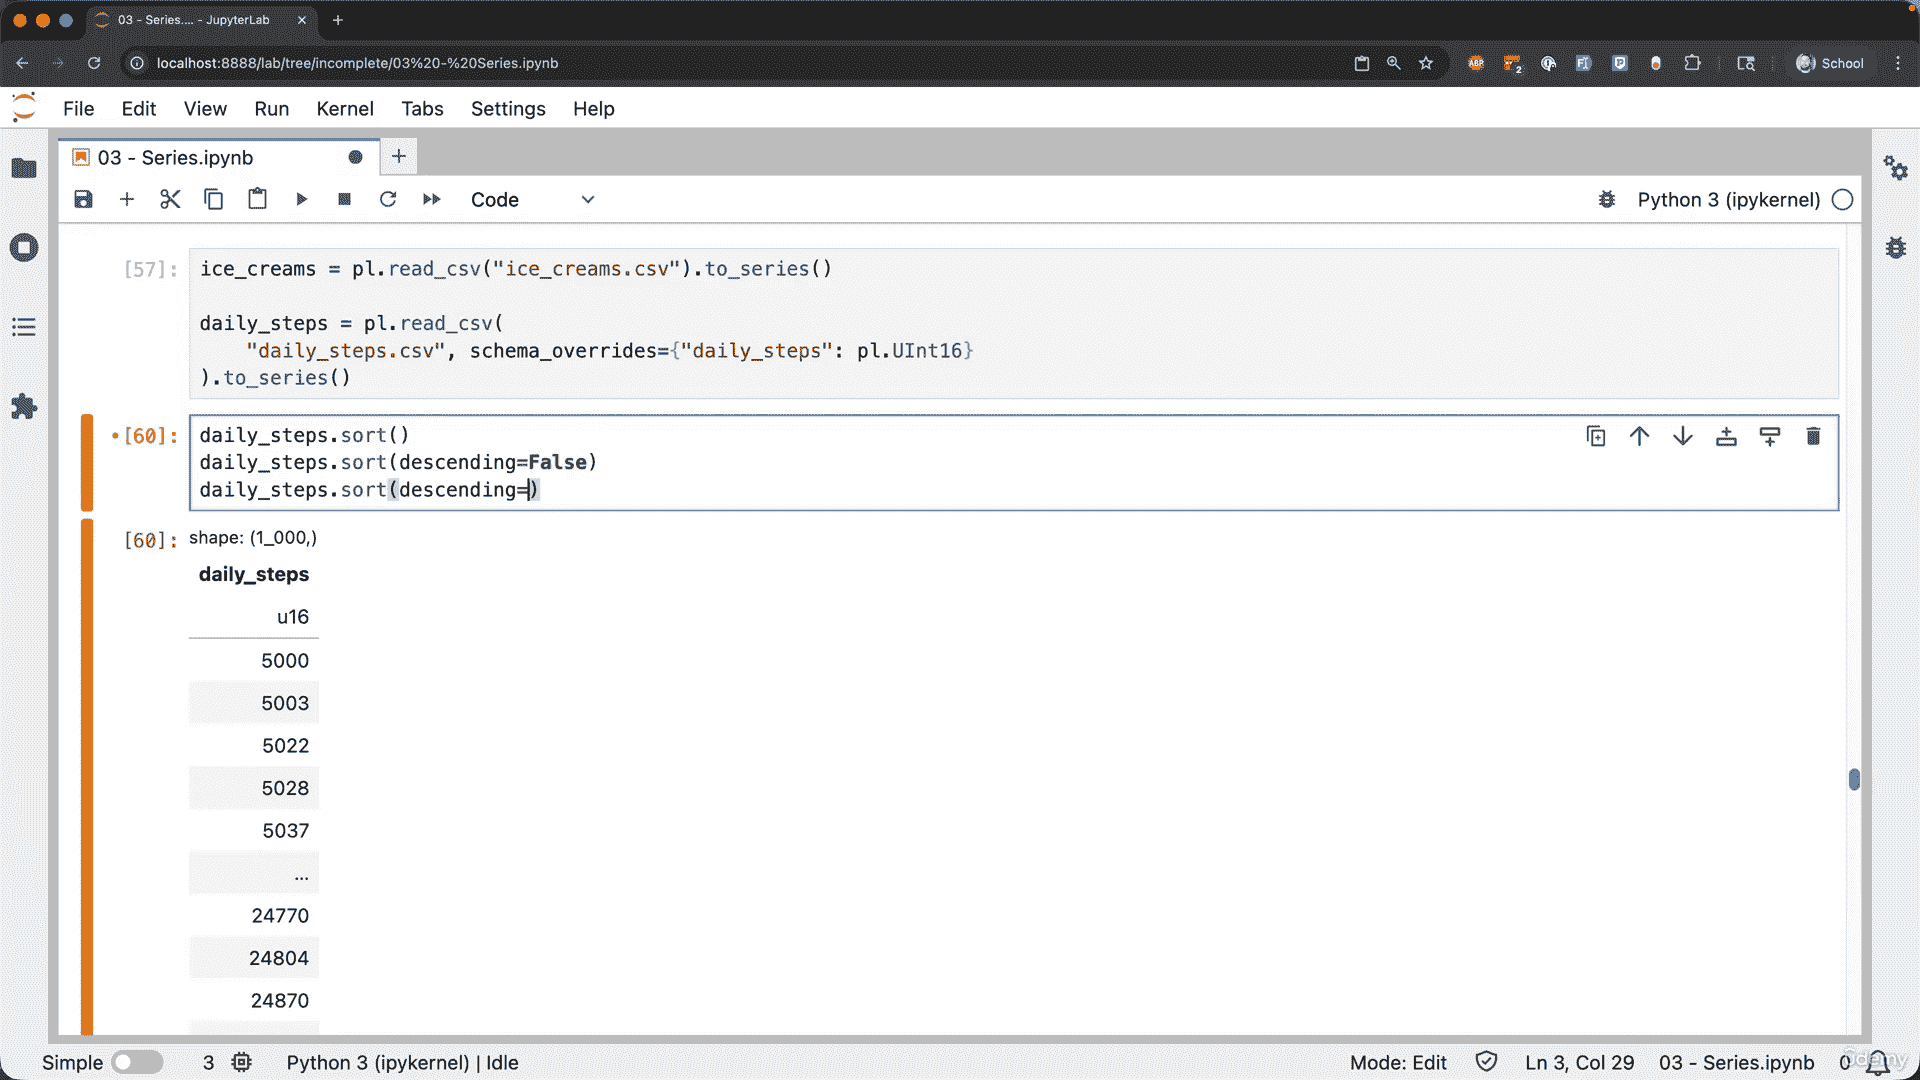 03 - Series.... - JupyterLab
localhost:8888/lab/tree/incomplete/03%20-%20Series.ipynb
ABP
2
School
File Edit View Run Kernel Tabs Settings Help
03 - Series.ipynb
Code
Python 3 (ipykernel)
[57]:
ice_creams = pl.read_csv("ice_creams.csv").to_series()
daily_steps = pl.read_csv(
"daily_steps.csv", schema_overrides={"daily_steps": pl.UInt16}
).to_series()
[60]:
daily_steps.sort()
daily_steps.sort(descending=False)
daily_steps.sort(descending=)
[60]:
shape: (1_000,)
daily_steps
u16
5000
5003
5022
5028
5037
...
24770
24804
24870
Simple 3 Python 3 (ipykernel) | Idle Mode: Edit Ln 3, Col 29 03 - Series.ipynb 0
udemy